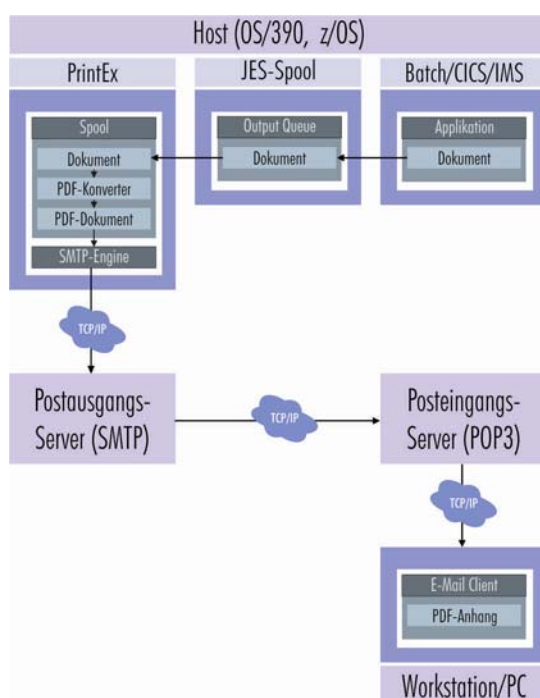 Host (OS/390, z/OS)
PrintEx
JES-Spool
Batch/CICS/IMS
Spool
Output Queue
Applikation
Dokument
Dokument
Dokument
PDF-Konverter
PDF-Dokument
SMTP-Engine
TCP/IP
Postausgangs-
Server (SMTP)
TCP/IP
Posteingangs-
Server (POP3)
TCP/IP
E-Mail Client
PDF-Anhang
Workstation/PC